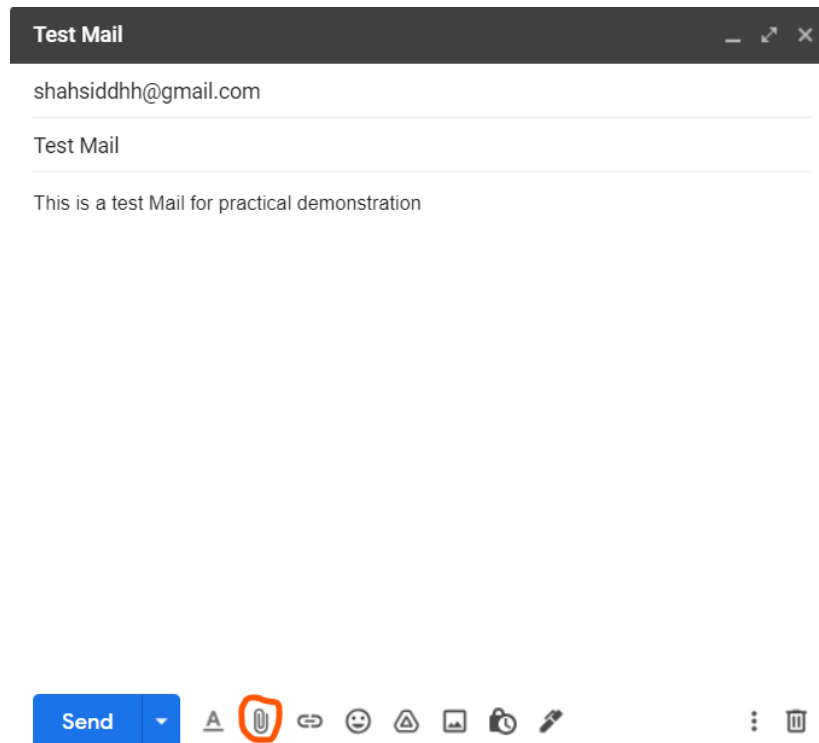 Test Mail
shahsiddhh@gmail.com
Test Mail
This is a test Mail for practical demonstration
Send